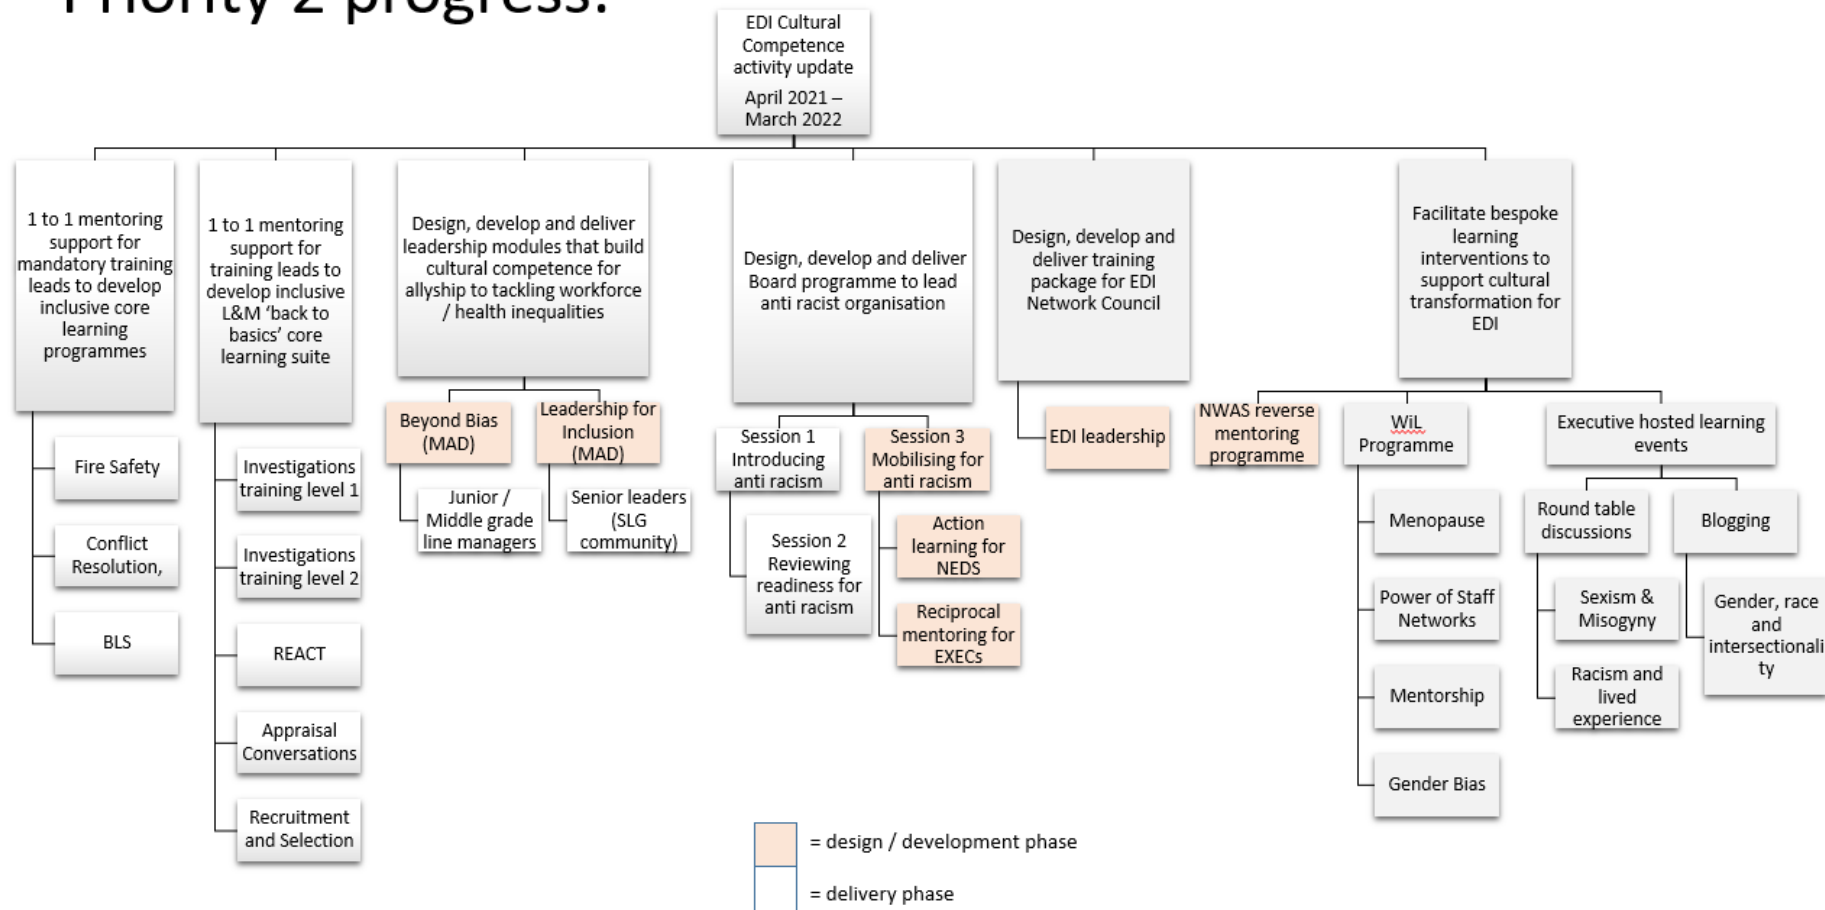 Priority 2 progress:
EDI Cultural
Competence
activity update
April 2021 –
March 2022
1 to 1 mentoring
support for
mandatory training
leads to develop
inclusive core
learning
programmes
1 to 1 mentoring
support for
training leads to
develop inclusive
L&M ‘back to
basics’ core
learning suite
Design, develop and deliver
leadership modules that build
cultural competence for
allyship to tackling workforce
/ health inequalities
Design, develop and deliver
Board programme to lead
anti racist organisation
Design, develop and
deliver training
package for EDI
Network Council
Facilitate bespoke
learning
interventions to
support cultural
transformation for
EDI
Fire Safety
Conflict
Resolution,
BLS
Investigations
training level 1
Investigations
training level 2
REACT
Appraisal
Conversations
Recruitment
and Selection
Beyond Bias
(MAD)
Junior /
Middle grade
line managers
Leadership for
Inclusion
(MAD)
Senior leaders
(SLG
community)
Session 1
Introducing
anti racism
Session 2
Reviewing
readiness for
anti racism
Session 3
Mobilising for
anti racism
Action
learning for
NEDS
Reciprocal
mentoring for
EXECs
EDI leadership
NWAS reverse
mentoring
programme
WiL
Programme
Menopause
Power of Staff
Networks
Mentorship
Gender Bias
Executive hosted learning
events
Round table
discussions
Sexism &
Misogyny
Racism and
lived
experience
Blogging
Gender, race
and
intersectionali
ty
= design / development phase
= delivery phase